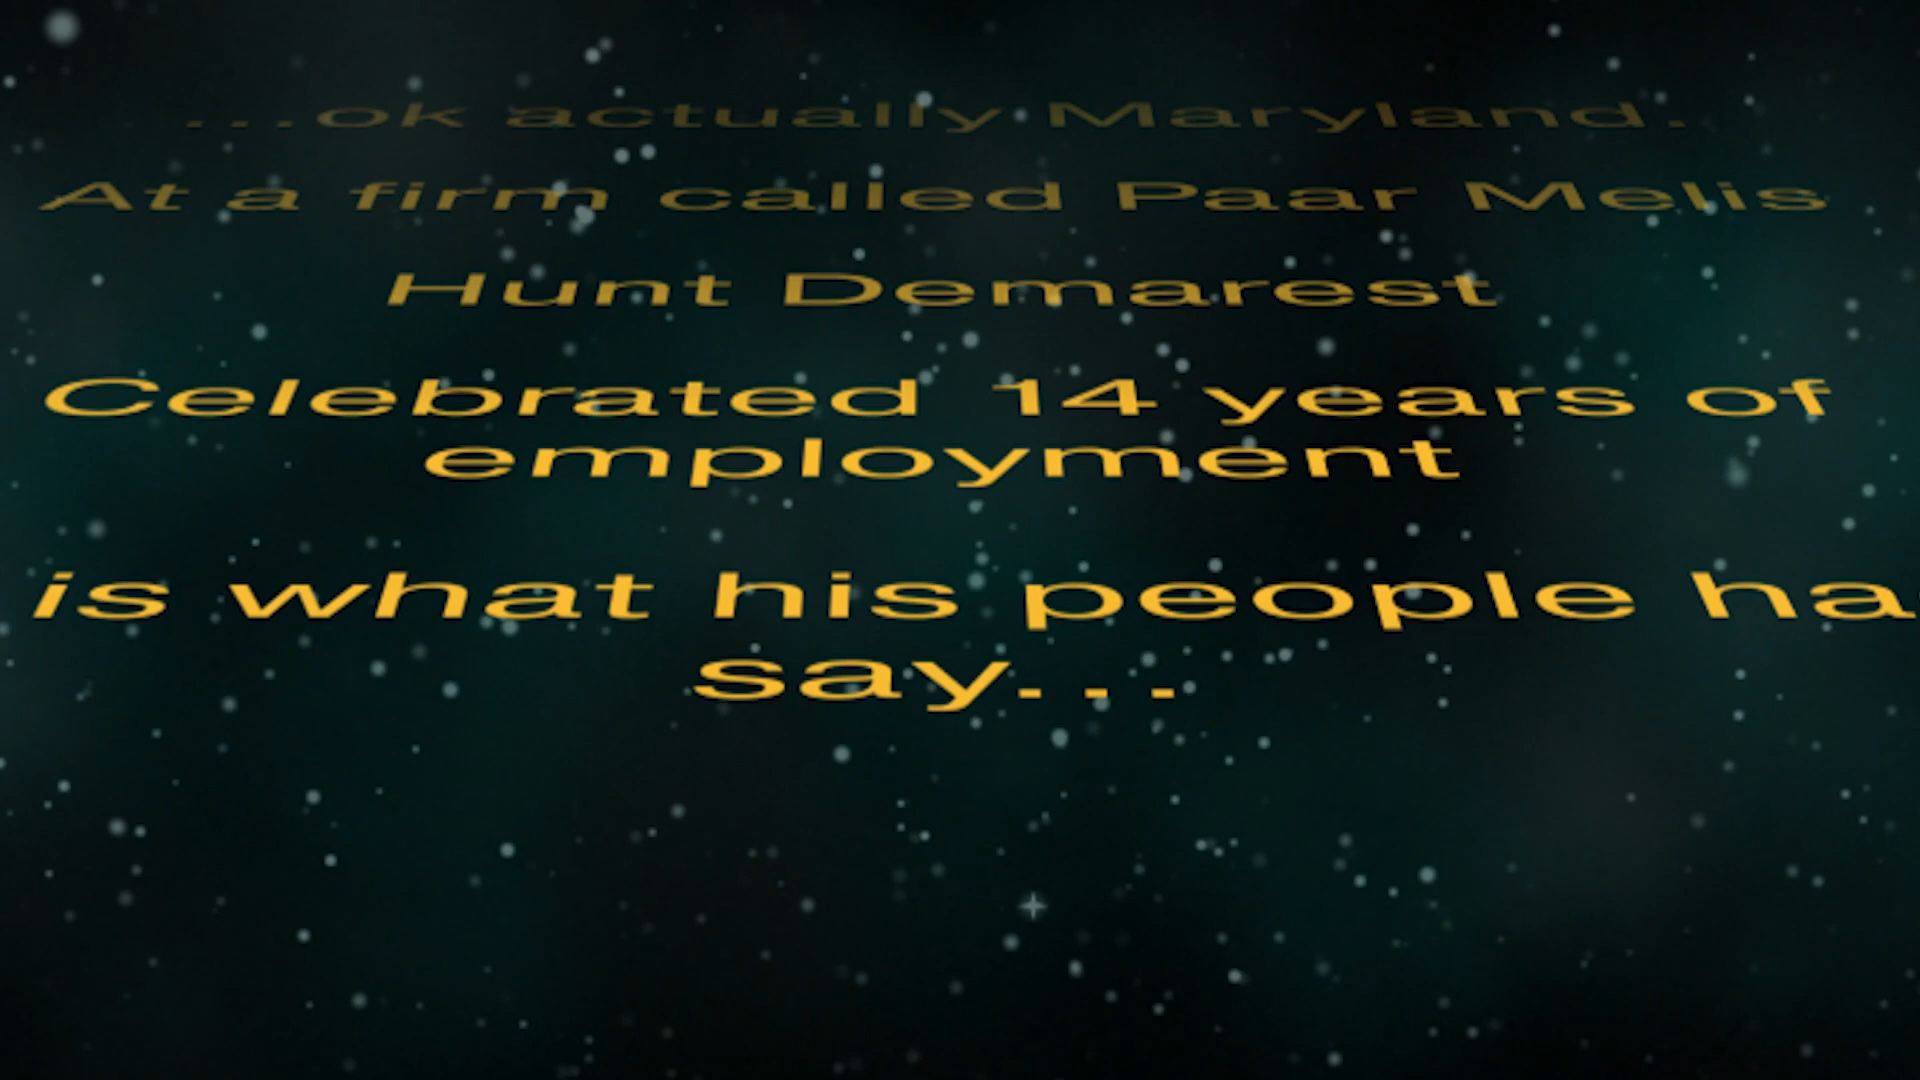 ...ok actually Maryland.
At a firm called Paar Melis
Hunt Demarest
Celebrated 14 years of
employment
is what his people ha
say...